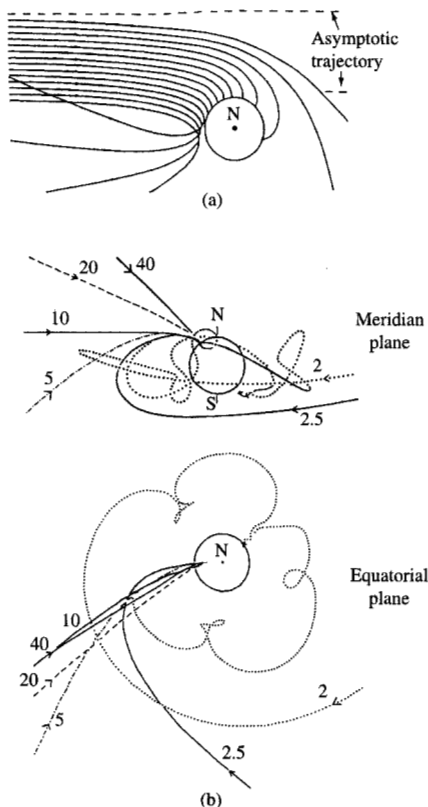 Asymptotic
trajectory
N
(a)
20
40
N
10
Meridian
plane
5
2
S
2.5
N
Equatorial
plane
10
40
20
2
5
2.5
(b)